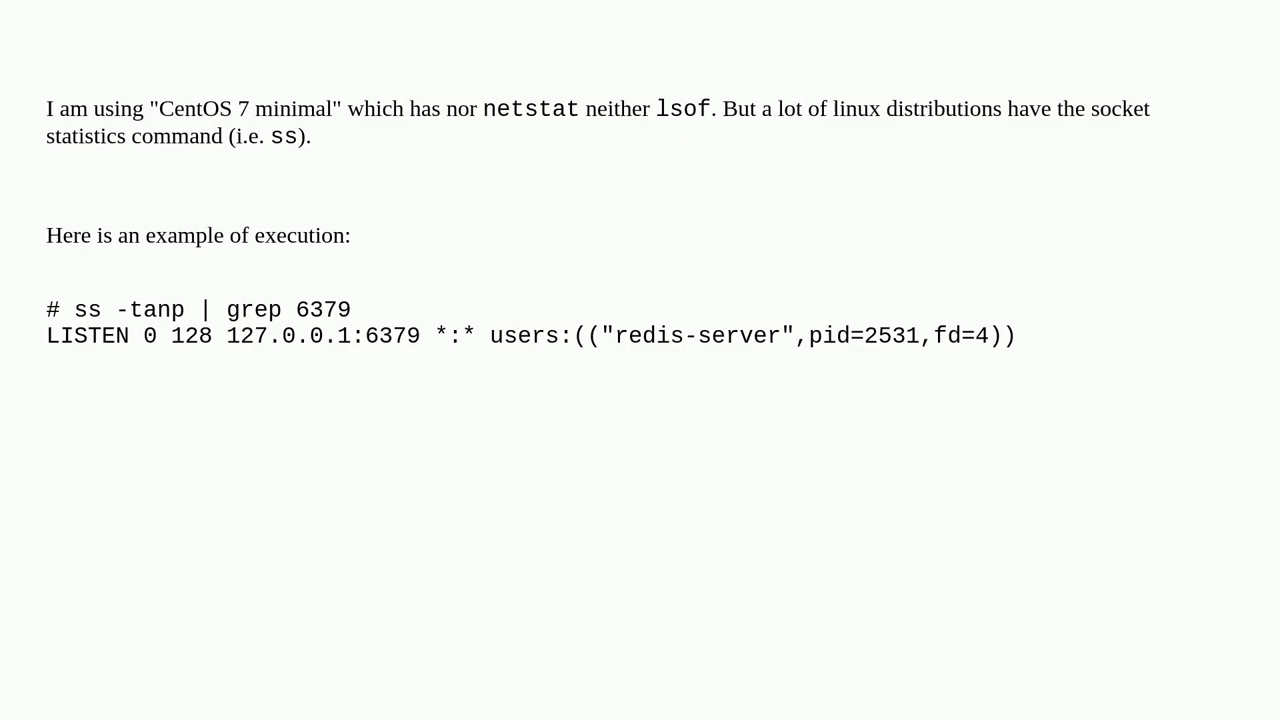 I am using "CentOS 7 minimal" which has nor netstat neither lsof. But a lot of linux distributions have the socket
statistics command (i.e. ss).
Here is an example of execution:
# ss -tanp | grep 6379
LISTEN 0 128 127.0.0.1:6379 *:* users:(("redis-server",pid=2531,fd=4))